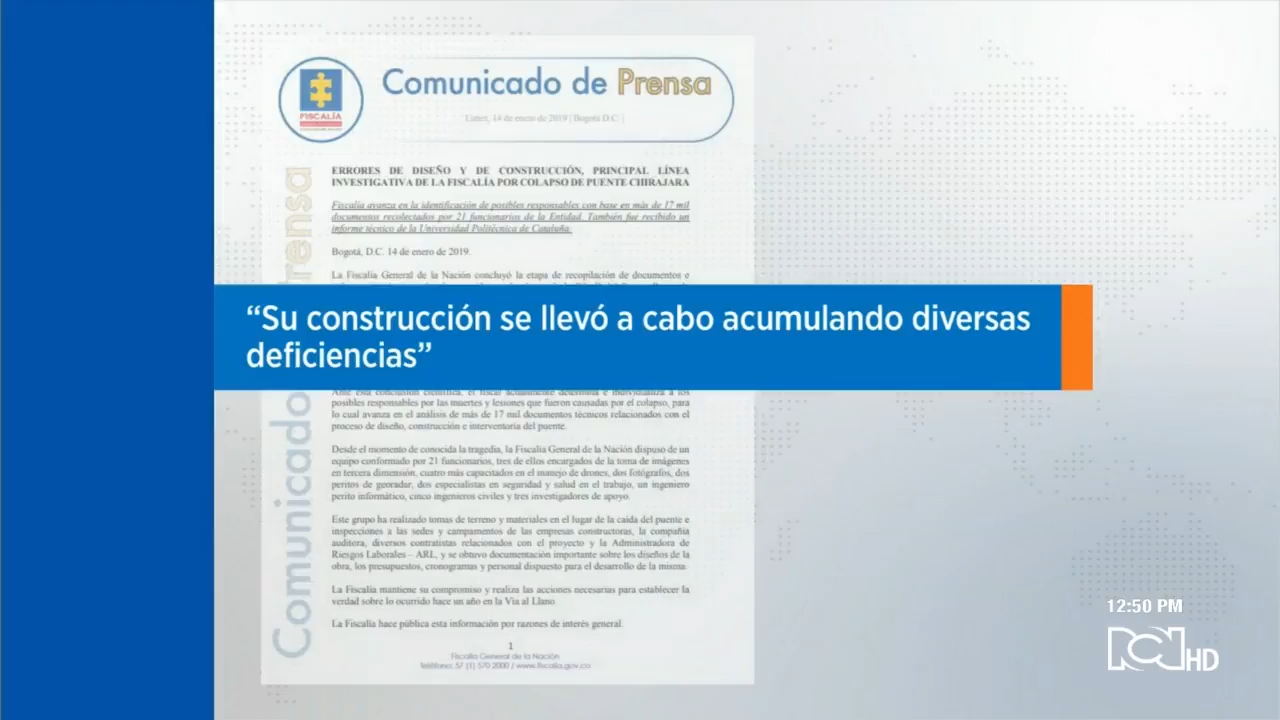 Comunicado de Prensa
FISCALÍA
Lunes, 14 de enero de 2019 | Bogotá D.C. |
ERRORES DE DISEÑO Y DE CONSTRUCCIÓN, PRINCIPAL LÍNEA
INVESTIGATIVA DE LA FISCALÍA POR COLAPSO DE PUENTE CHIRAJARA
Fiscalía avanza en la identificación de posibles responsables con base en más de 17 mil
documentos recolectados por 21 funcionarios de la Entidad. También fue recibido un
informe técnico de la Universidad Politécnica de Cataluña.
Bogotá, D.C. 14 de enero de 2019.
La Fiscalía General de la Nación concluyó la etapa de recopilación de documentos e
“Su construcción se llevó a cabo acumulando diversas
deficiencias”
Ante esta conclusión científica, el fiscal actualmente determina e individualiza a los
posibles responsables por las muertes y lesiones que fueron causadas por el colapso, para
lo cual avanza en el análisis de más de 17 mil documentos técnicos relacionados con el
proceso de diseño, construcción e interventoría del puente.
Desde el momento de conocida la tragedia, la Fiscalía General de la Nación dispuso de un
equipo conformado por 21 funcionarios, tres de ellos encargados de la toma de imágenes
en tercera dimensión, cuatro más capacitados en el manejo de drones, dos fotógrafos, dos
peritos de georadar, dos especialistas en seguridad y salud en el trabajo, un ingeniero
perito informático, cinco ingenieros civiles y tres investigadores de apoyo.
Este grupo ha realizado tomas de terreno y materiales en el lugar de la caída del puente e
inspecciones a las sedes y campamentos de las empresas constructoras, la compañía
auditora, diversos contratistas relacionados con el proyecto y la Administradora de
Riesgos Laborales – ARL, y se obtuvo documentación importante sobre los diseños de la
obra, los presupuestos, cronogramas y personal dispuesto para el desarrollo de la misma.
La Fiscalía mantiene su compromiso y realiza las acciones necesarias para establecer la
verdad sobre lo ocurrido hace un año en la Vía al Llano
La Fiscalía hace pública esta información por razones de interés general.
1
Fiscalía General de la Nación
Teléfono: 57 (1) 570 2000 / www.fiscalia.gov.co
Comunicado
rensa
12:50 PM
RCN HD